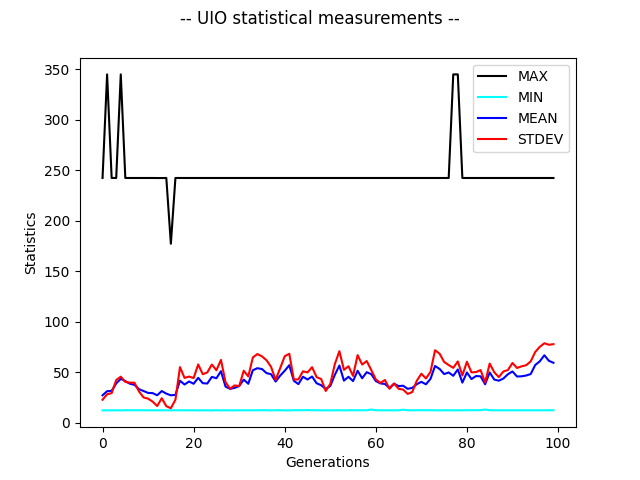 -- UIO statistical measurements --
350
300
250
200
150
100
50
0
Statistics
MAX
MIN
MEAN
STDEV
0 20 40 60 80 100
Generations